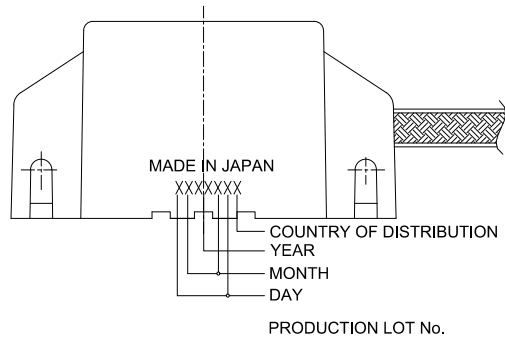 MADE IN JAPAN
XXXXXXX
COUNTRY OF DISTRIBUTION
YEAR
MONTH
DAY
PRODUCTION LOT No.